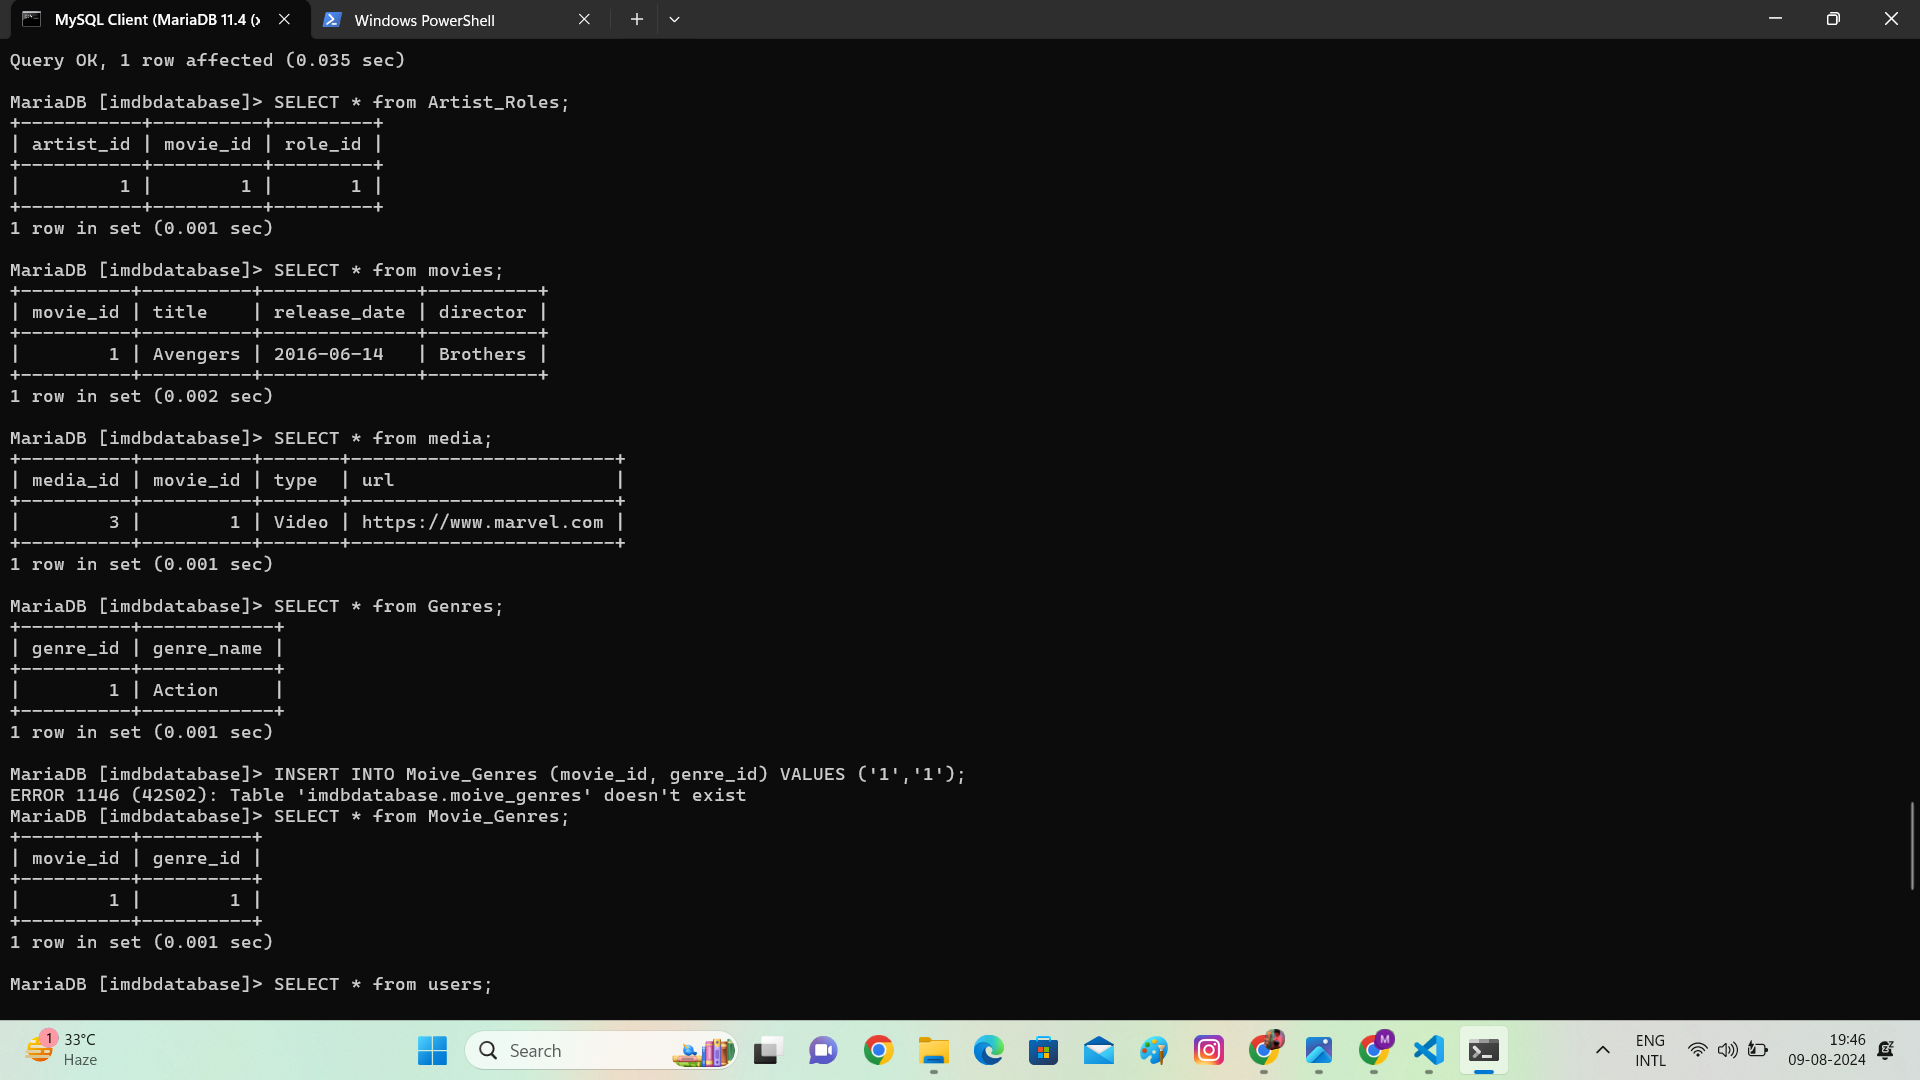 MySQL Client (MariaDB 11.4 (x
Windows PowerShell
Query OK, 1 row affected (0.035 sec)
MariaDB [imdbdatabase]> SELECT * from Artist_Roles;
+-----------+----------+---------+
| artist_id | movie_id | role_id |
+-----------+----------+---------+
|         1 |        1 |       1 |
+-----------+----------+---------+
1 row in set (0.001 sec)
MariaDB [imdbdatabase]> SELECT * from movies;
+----------+----------+--------------+----------+
| movie_id | title    | release_date | director |
+----------+----------+--------------+----------+
|        1 | Avengers | 2016-06-14   | Brothers |
+----------+----------+--------------+----------+
1 row in set (0.002 sec)
MariaDB [imdbdatabase]> SELECT * from media;
+----------+----------+-------+------------------------+
| media_id | movie_id | type  | url                    |
+----------+----------+-------+------------------------+
|        3 |        1 | Video | https://www.marvel.com |
+----------+----------+-------+------------------------+
1 row in set (0.001 sec)
MariaDB [imdbdatabase]> SELECT * from Genres;
+----------+------------+
| genre_id | genre_name |
+----------+------------+
|        1 | Action     |
+----------+------------+
1 row in set (0.001 sec)
MariaDB [imdbdatabase]> INSERT INTO Moive_Genres (movie_id, genre_id) VALUES ('1','1');
ERROR 1146 (42S02): Table 'imdbdatabase.moive_genres' doesn't exist
MariaDB [imdbdatabase]> SELECT * from Movie_Genres;
+----------+----------+
| movie_id | genre_id |
+----------+----------+
|        1 |        1 |
+----------+----------+
1 row in set (0.001 sec)
MariaDB [imdbdatabase]> SELECT * from users;
1
33°C
Haze
Search
M
ENG
INTL
19:46
09-08-2024